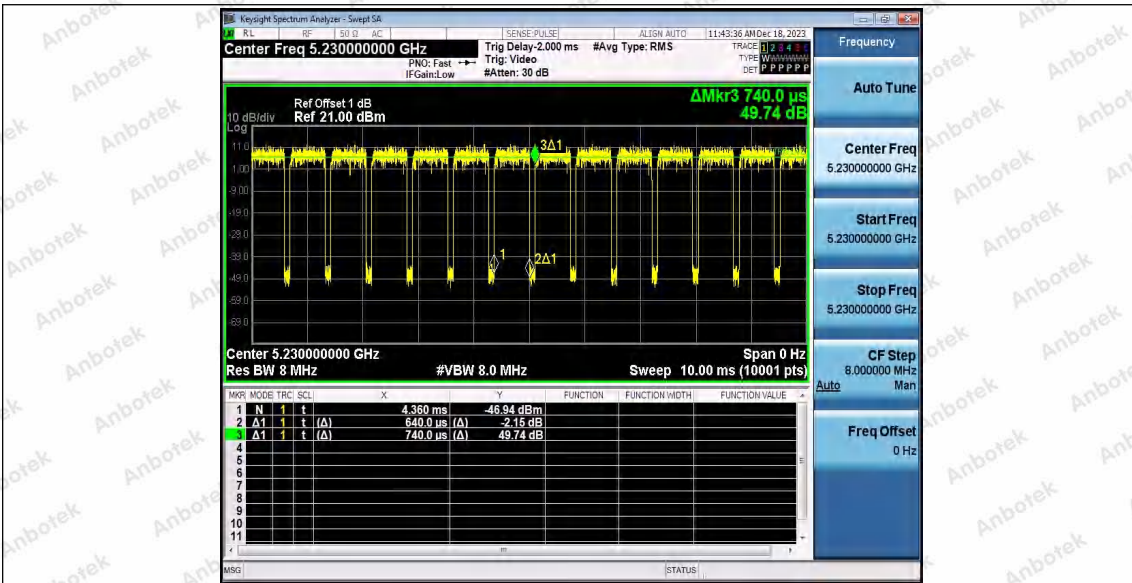 Keysight Spectrum Analyzer - Swept SA
RL RF 50 Ω AC SENSE:PULSE ALIGN AUTO 11:43:36 AM Dec 18, 2023
Center Freq 5.230000000 GHz
PNO: Fast
IFGain:Low
Trig Delay-2.000 ms
Trig: Video
#Atten: 30 dB
#Avg Type: RMS
TRACE 1 2 3 4 5 6
TYPE WWWWWW
DET P P P P P P
Ref Offset 1 dB
Ref 21.00 dBm
10 dB/div
Log
ΔMkr3 740.0 µs
49.74 dB
11.0
1.00
-9.00
-19.0
-29.0
-39.0
-49.0
-59.0
-69.0
3Δ1
1
2Δ1
Center 5.230000000 GHz Span 0 Hz
Res BW 8 MHz #VBW 8.0 MHz Sweep 10.00 ms (10001 pts)
MKR MODE TRC SCL X Y FUNCTION FUNCTION WIDTH FUNCTION VALUE
1 N 1 t 4.360 ms -46.94 dBm
2 Δ1 1 t (Δ) 640.0 µs (Δ) -2.15 dB
3 Δ1 1 t (Δ) 740.0 µs (Δ) 49.74 dB
4
5
6
7
8
9
10
11
MSG STATUS
Frequency
Auto Tune
Center Freq
5.230000000 GHz
Start Freq
5.230000000 GHz
Stop Freq
5.230000000 GHz
CF Step
8.000000 MHz
Auto Man
Freq Offset
0 Hz
Anbotek